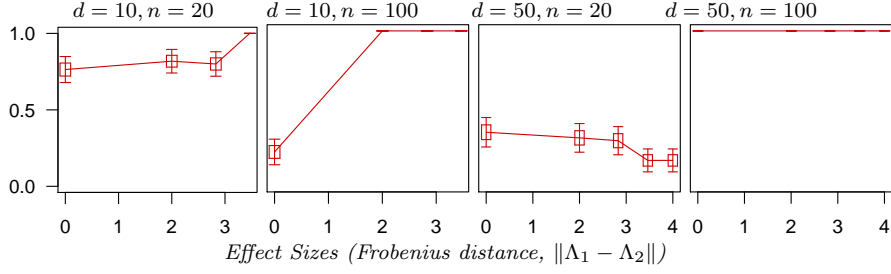 d = 10, n = 20 d = 10, n = 100 d = 50, n = 20 d = 50, n = 100
1.0
0.5
0.0
0 1 2 3 0 1 2 3 0 1 2 3 4 0 1 2 3 4
Effect Sizes (Frobenius distance, ‖Λ₁ − Λ₂‖)